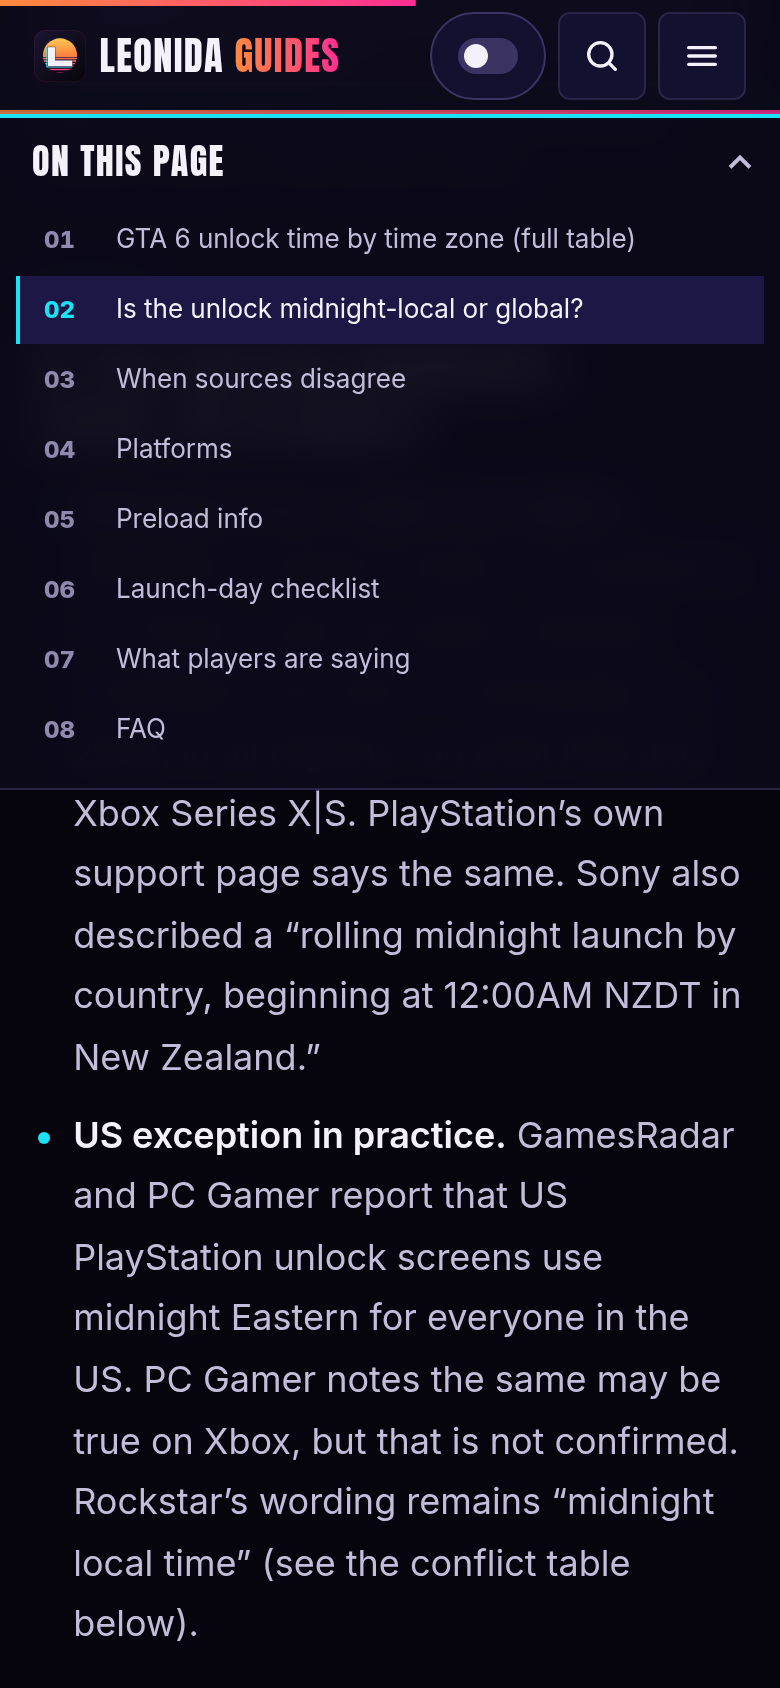 LEONIDA GUIDES
ON THIS PAGE
01 GTA 6 unlock time by time zone (full table)
02 Is the unlock midnight-local or global?
03 When sources disagree
04 Platforms
05 Preload info
06 Launch-day checklist
07 What players are saying
08 FAQ
Xbox Series X|S. PlayStation’s own
support page says the same. Sony also
described a “rolling midnight launch by
country, beginning at 12:00AM NZDT in
New Zealand.”
• US exception in practice. GamesRadar
and PC Gamer report that US
PlayStation unlock screens use
midnight Eastern for everyone in the
US. PC Gamer notes the same may be
true on Xbox, but that is not confirmed.
Rockstar’s wording remains “midnight
local time” (see the conflict table
below).